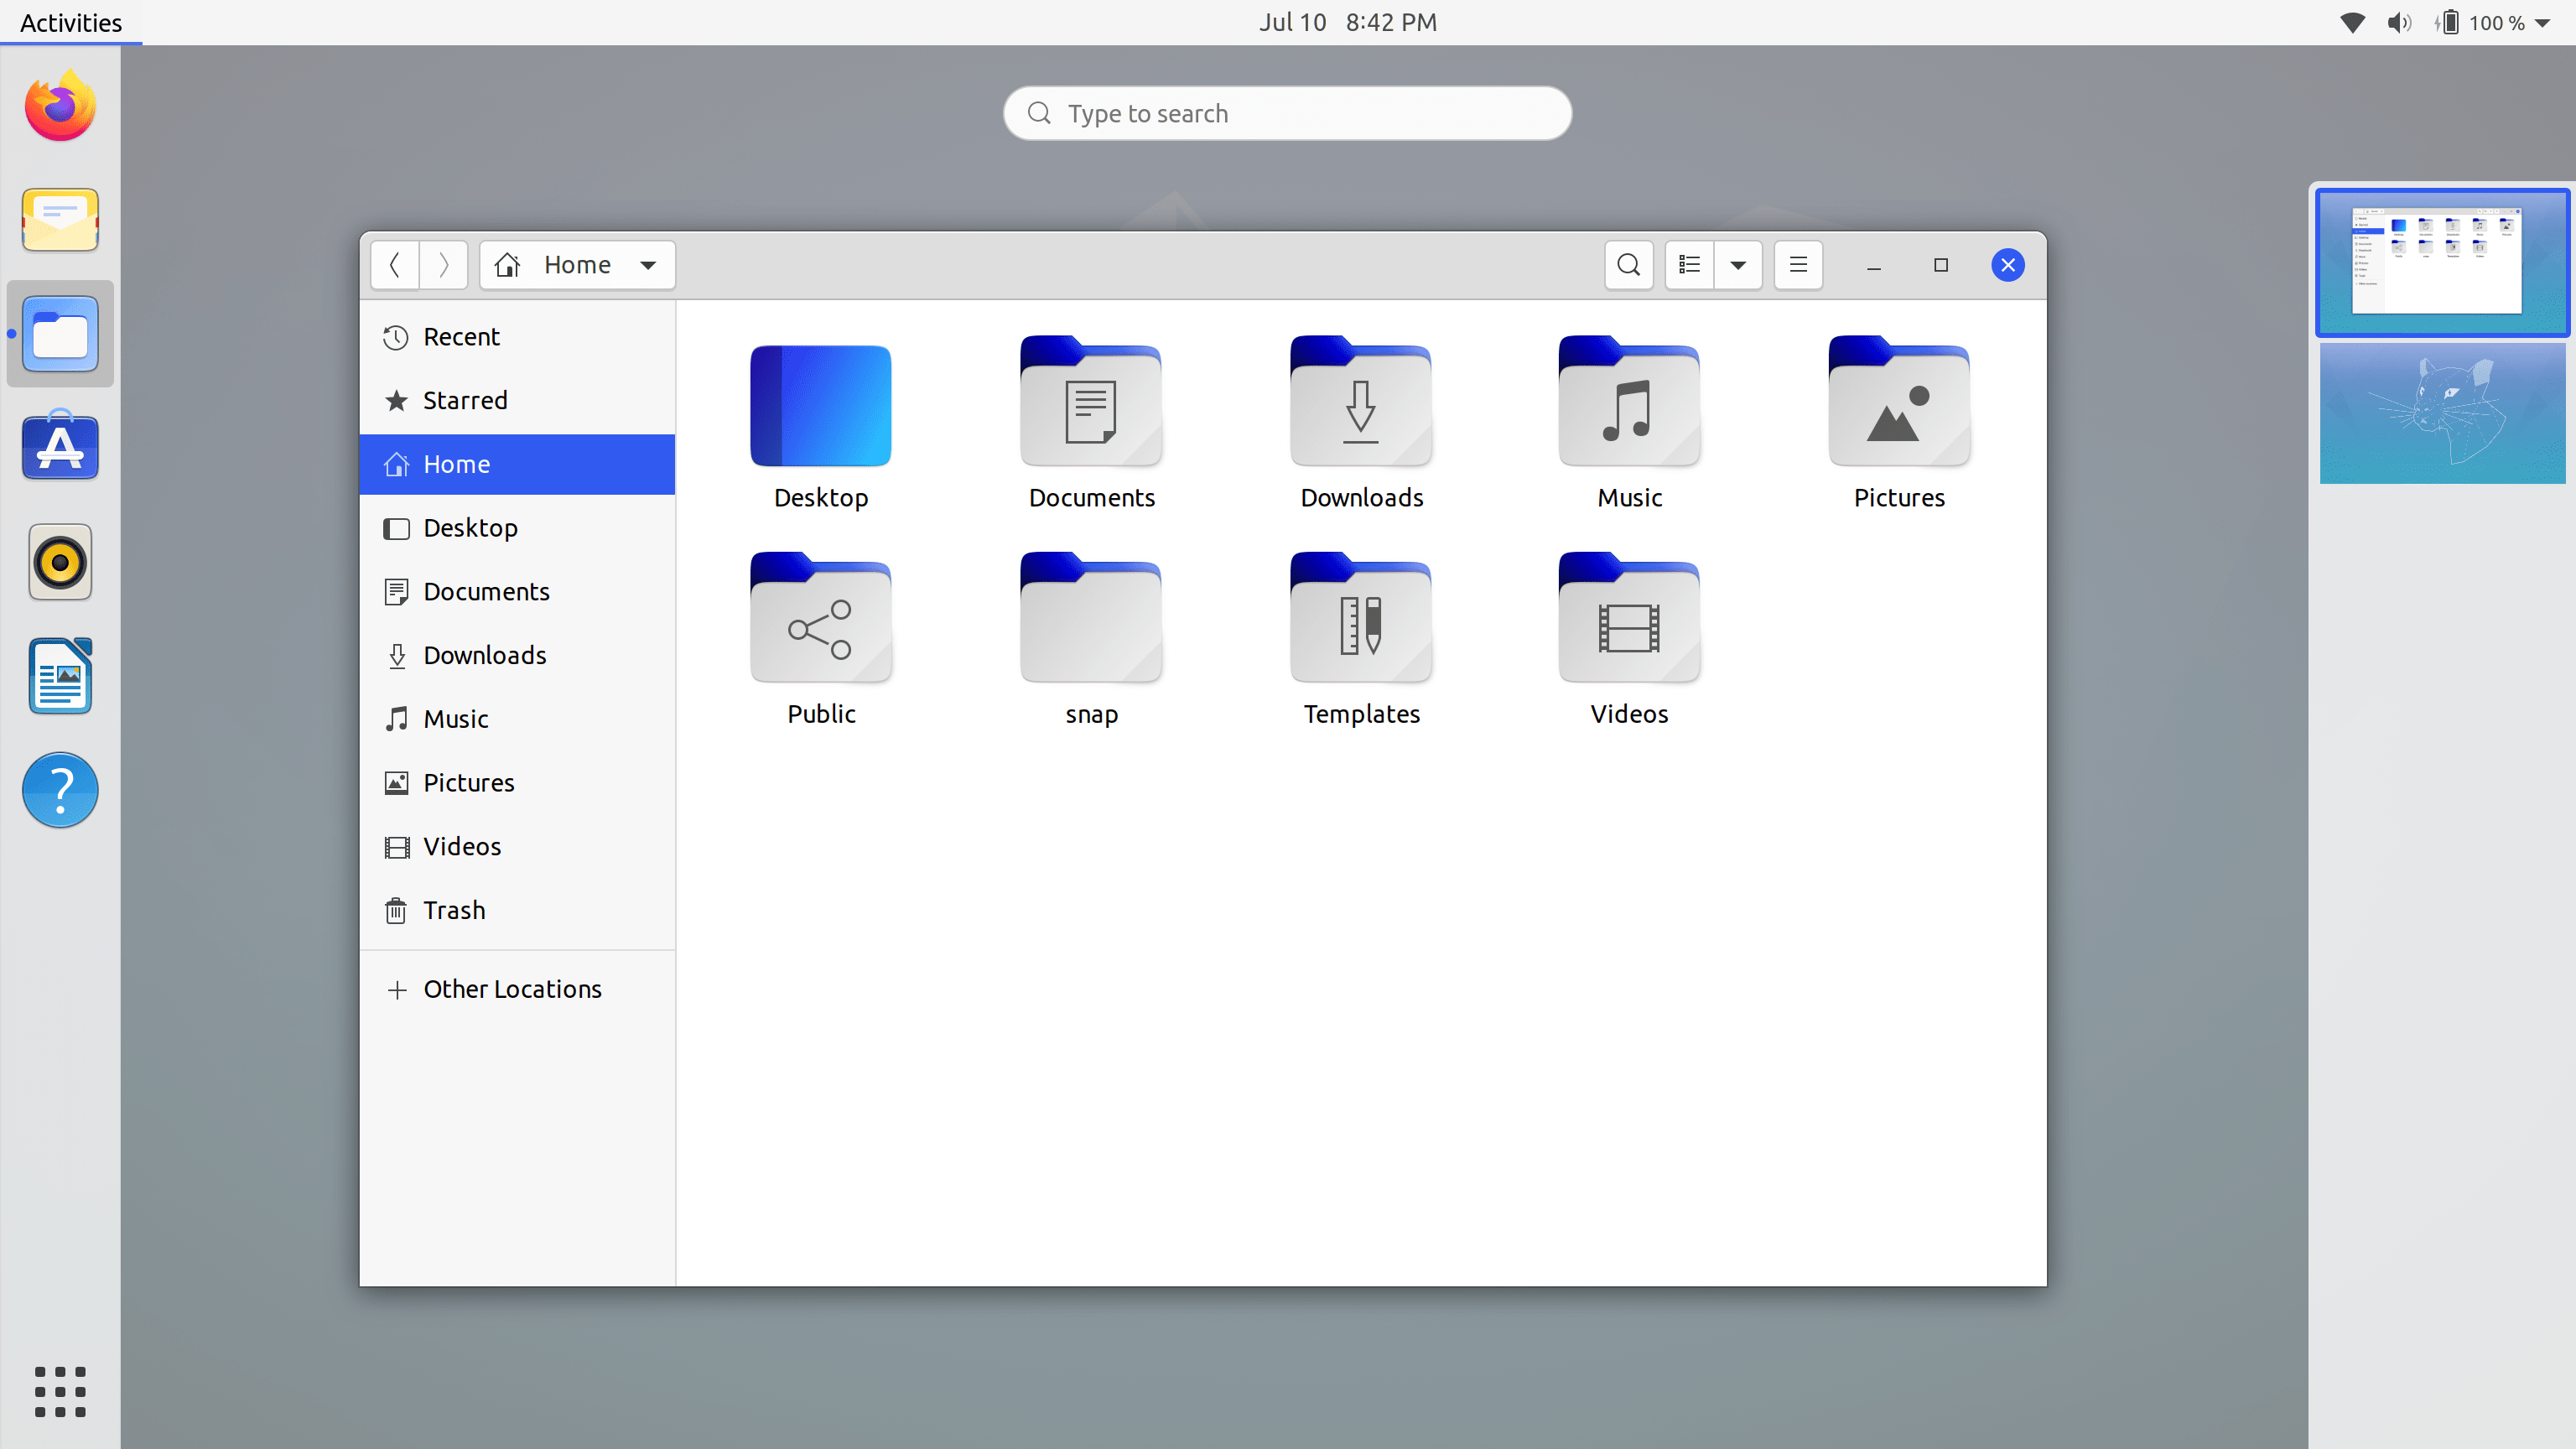 Activities
Jul 10 8:42 PM
100 %
Type to search
Home
Recent
Starred
Home
Desktop
Documents
Downloads
Music
Pictures
Videos
Trash
Other Locations
Desktop
Documents
Downloads
Music
Pictures
Public
snap
Templates
Videos